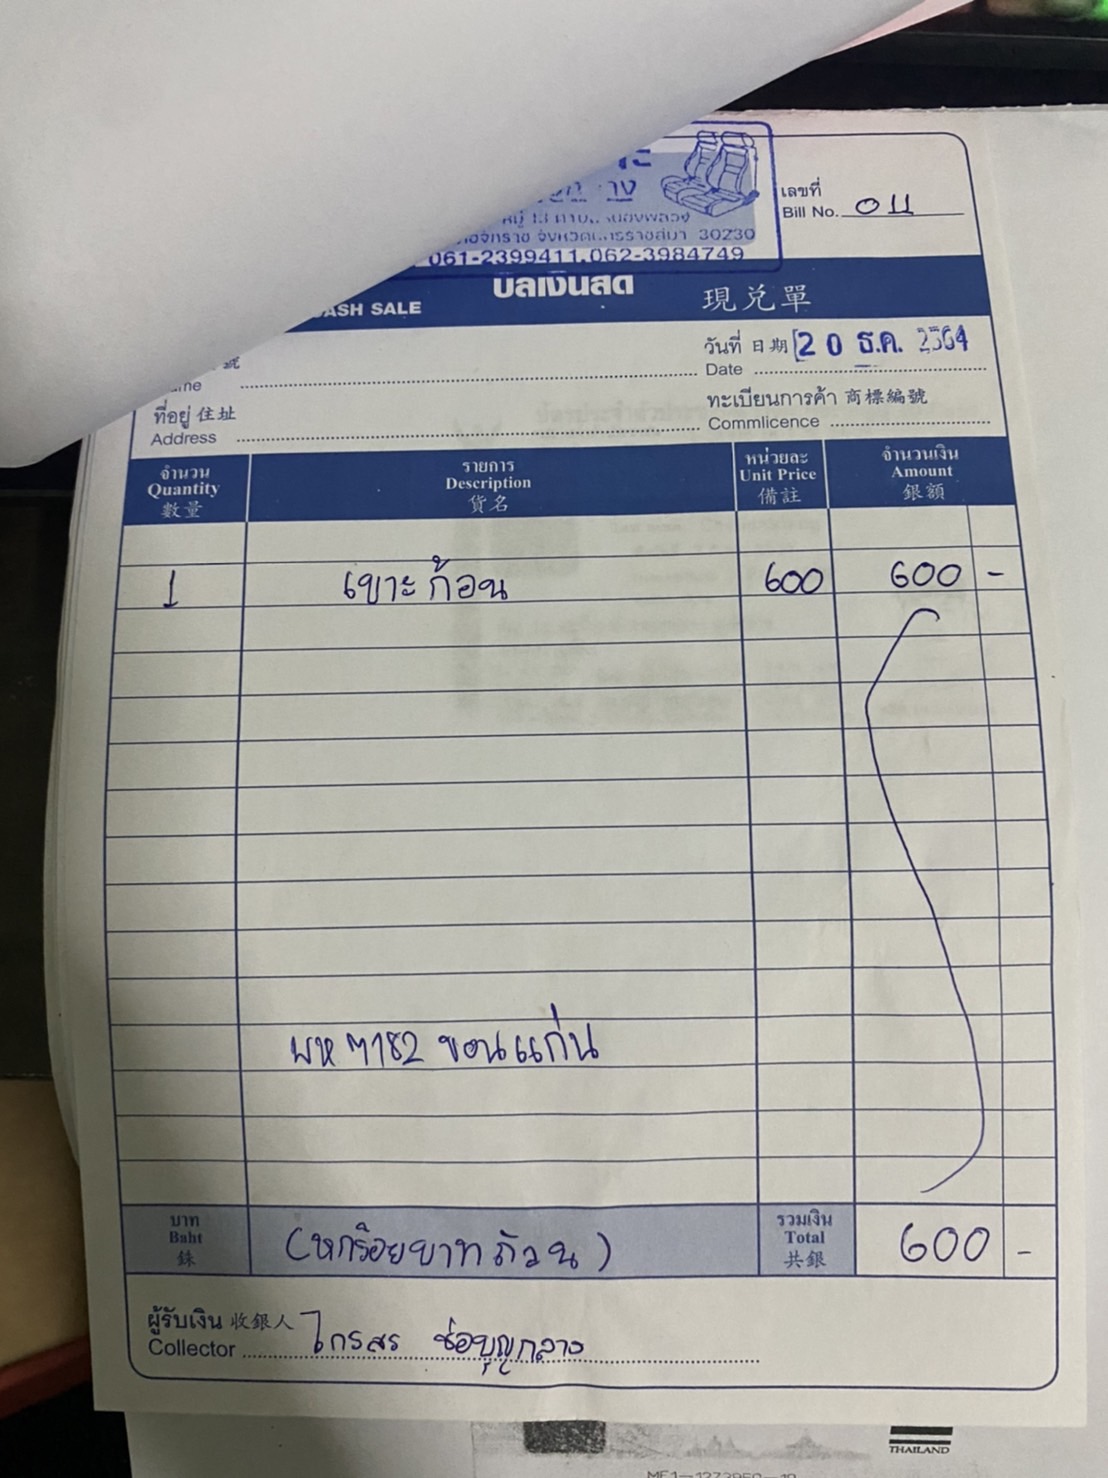 เลขที่
Bill No. 011
30230
061-2399411,062-3984749
บิลเงินสด 現兌單
CASH SALE
วันที่ 日期 20 ธ.ค. 2564
Date
ที่อยู่ 住址
Address
ทะเบียนการค้า 商標編號
Commlicence
จำนวน รายการ หน่วยละ จำนวนเงิน
Quantity Description Unit Price Amount
數量 貨名 備註 銀額
1 เบาะก้อน 600 600 -
ผห 7182 ขอนแก่น
บาท รวมเงิน
Baht (หกร้อยบาทถ้วน) Total 600 -
銖 共銀
ผู้รับเงิน 收銀人 ไกรสร ช่อบุญกลาง
Collector
THAILAND